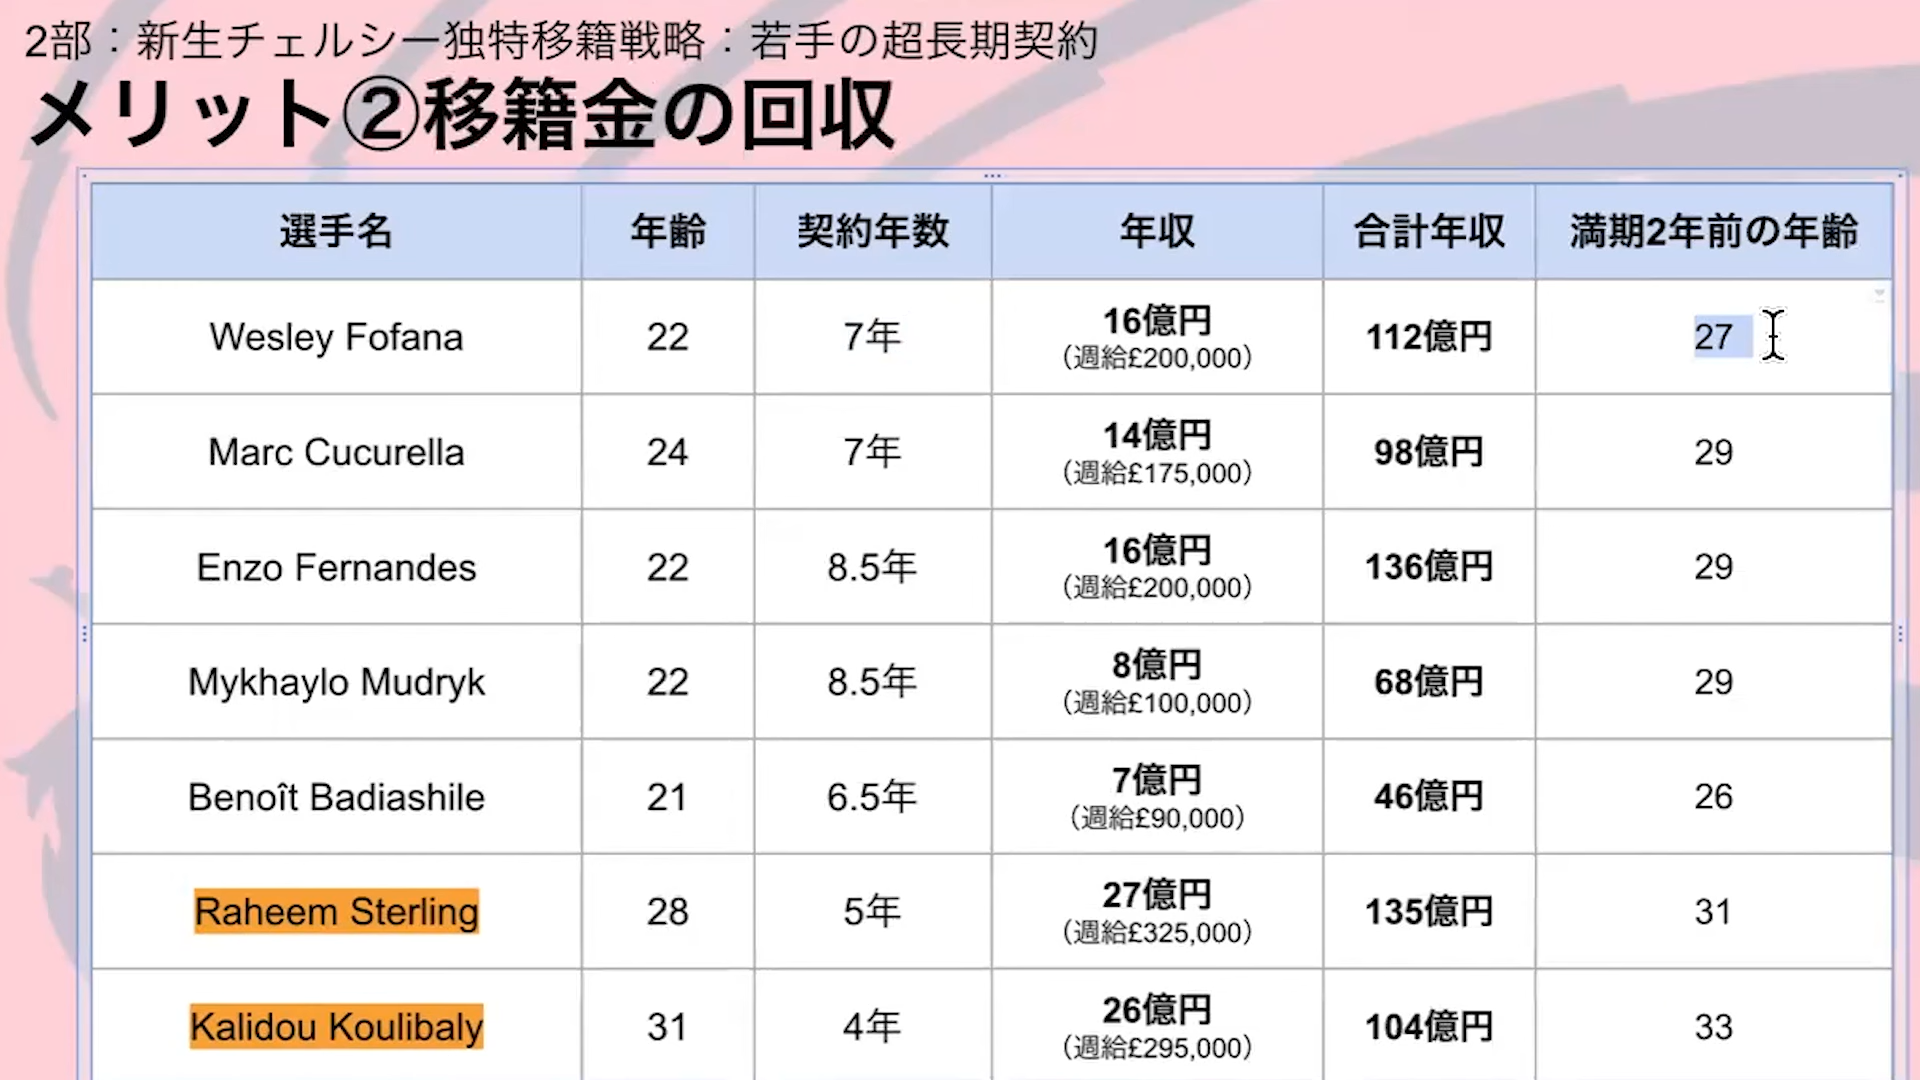 2部：新生チェルシー独特移籍戦略：若手の超長期契約
メリット②移籍金の回収
選手名 年齢 契約年数 年収 合計年収 満期2年前の年齢
Wesley Fofana 22 7年 16億円 112億円 27
（週給£200,000）
Marc Cucurella 24 7年 14億円 98億円 29
（週給£175,000）
Enzo Fernandes 22 8.5年 16億円 136億円 29
（週給£200,000）
Mykhaylo Mudryk 22 8.5年 8億円 68億円 29
（週給£100,000）
Benoît Badiashile 21 6.5年 7億円 46億円 26
（週給£90,000）
Raheem Sterling 28 5年 27億円 135億円 31
（週給£325,000）
Kalidou Koulibaly 31 4年 26億円 104億円 33
（週給£295,000）